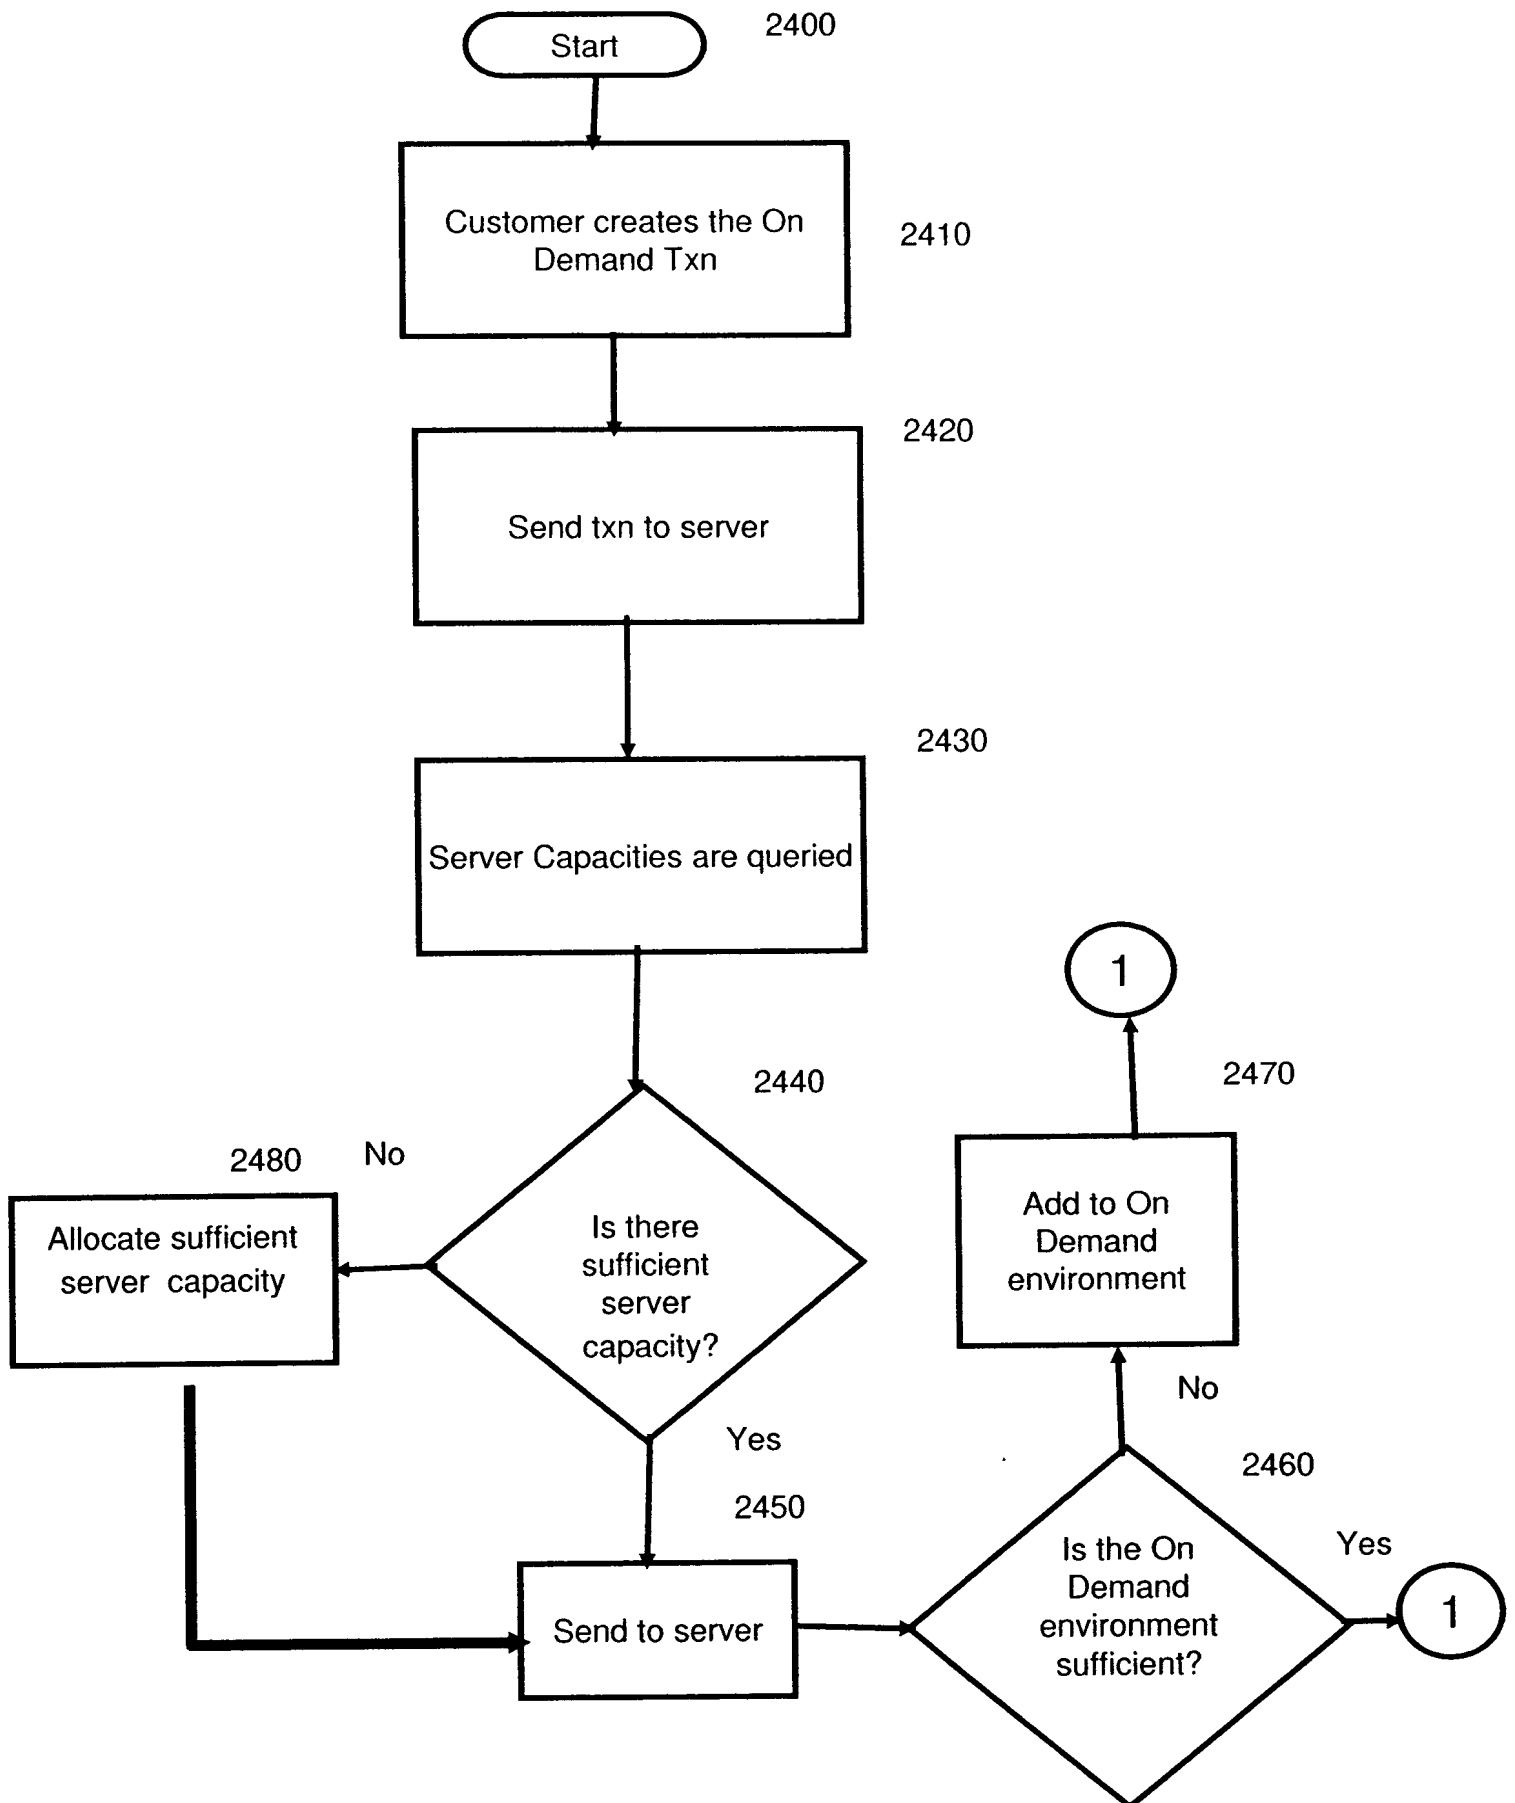 2400
Start
Customer creates the On
Demand Txn
2410
2420
Send txn to server
2430
Server Capacities are queried
1
2440
2470
2480
No
Allocate sufficient
server capacity
Is there
sufficient
server
capacity?
Add to On
Demand
environment
No
Yes
2460
2450
Send to server
Is the On
Demand
environment
sufficient?
Yes
1